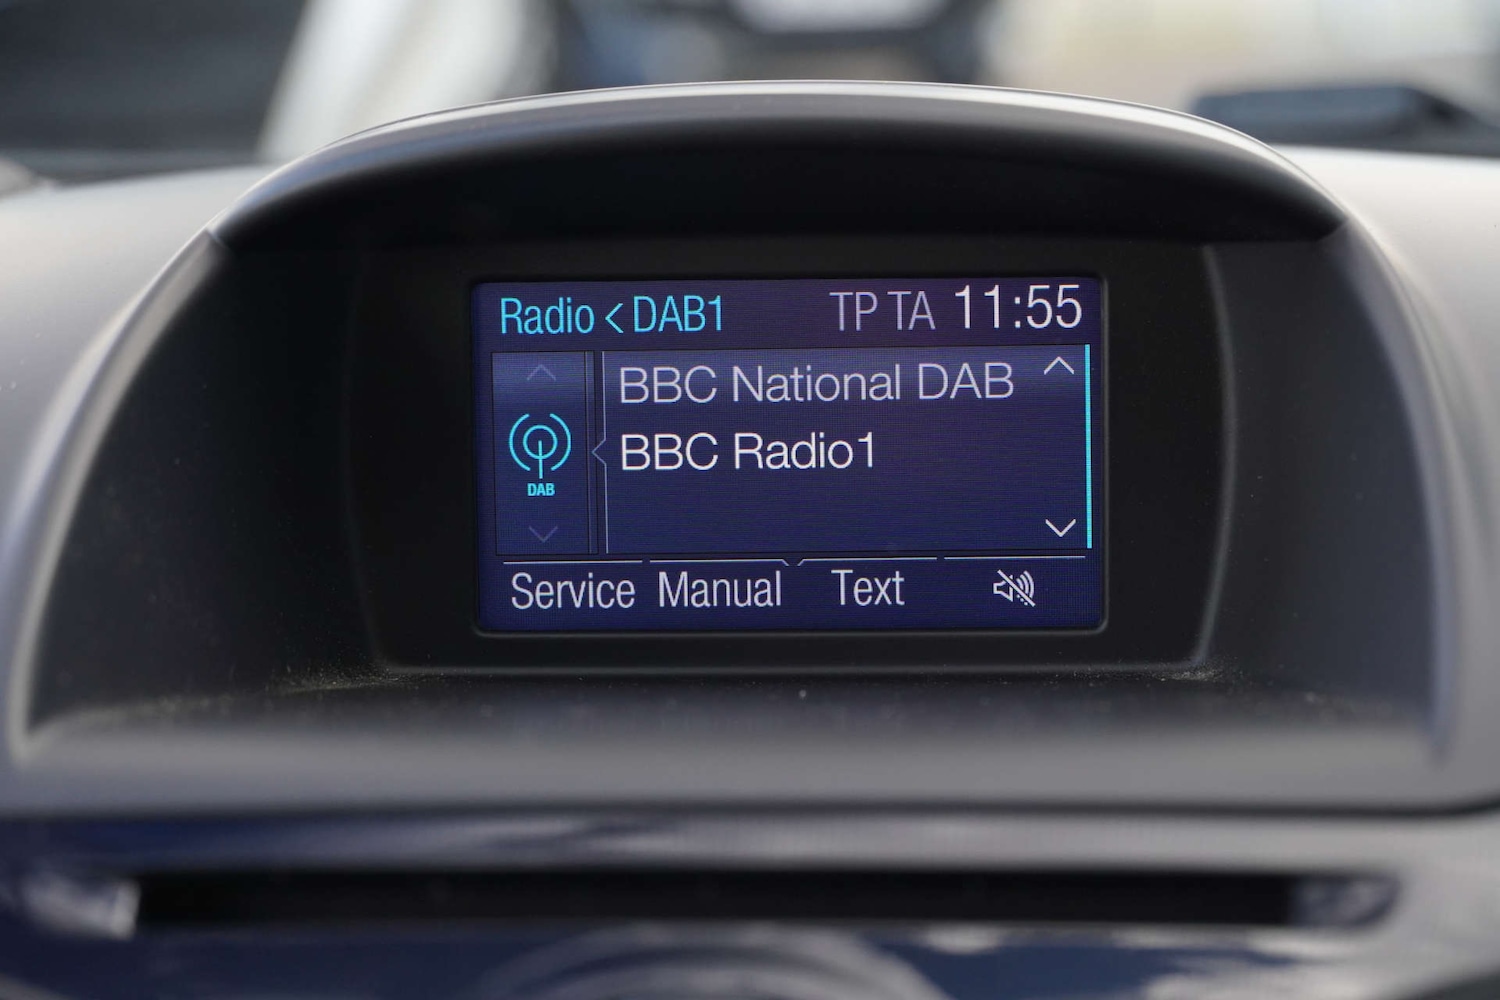 Radio < DAB1 TP TA 11:55
BBC National DAB
BBC Radio1
DAB
Service Manual Text